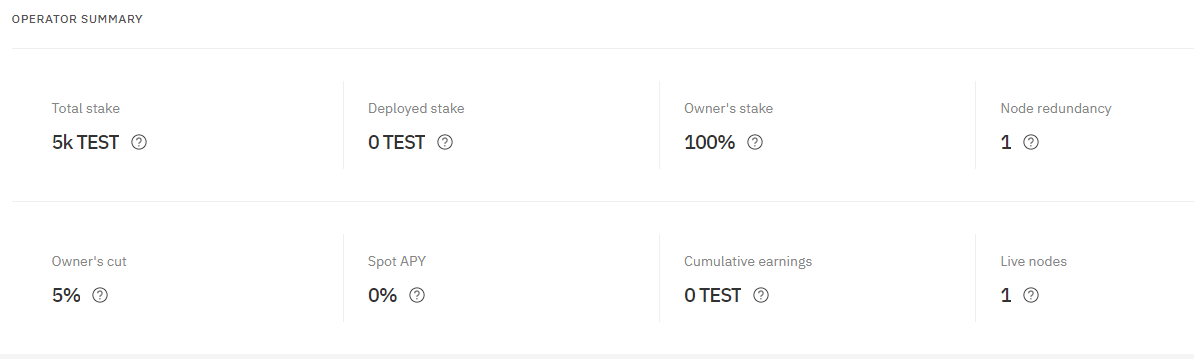 OPERATOR SUMMARY
Total stake
5k TEST
Deployed stake
0 TEST
Owner's stake
100%
Node redundancy
1
Owner's cut
5%
Spot APY
0%
Cumulative earnings
0 TEST
Live nodes
1